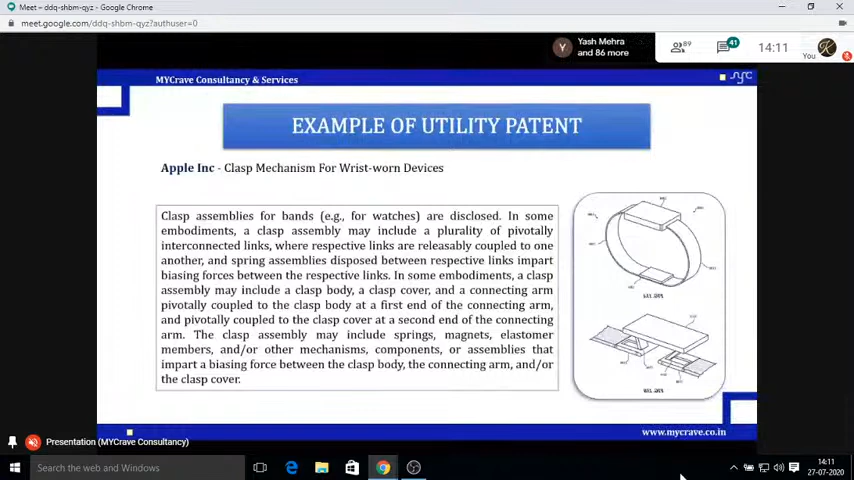 Meet – ddq-shbm-qyz - Google Chrome
meet.google.com/ddq-shbm-qyz?authuser=0
Y
Yash Mehra
and 86 more
89
41
14:11
You
MYCrave Consultancy & Services
EXAMPLE OF UTILITY PATENT
Apple Inc - Clasp Mechanism For Wrist-worn Devices
Clasp assemblies for bands (e.g., for watches) are disclosed. In some
embodiments, a clasp assembly may include a plurality of pivotally
interconnected links, where respective links are releasably coupled to one
another, and spring assemblies disposed between respective links impart
biasing forces between the respective links. In some embodiments, a clasp
assembly may include a clasp body, a clasp cover, and a connecting arm
pivotally coupled to the clasp body at a first end of the connecting arm,
and pivotally coupled to the clasp cover at a second end of the connecting
arm. The clasp assembly may include springs, magnets, elastomer
members, and/or other mechanisms, components, or assemblies that
impart a biasing force between the clasp body, the connecting arm, and/or
the clasp cover.
www.mycrave.co.in
Presentation (MYCrave Consultancy)
Search the web and Windows
14:11
27-07-2020